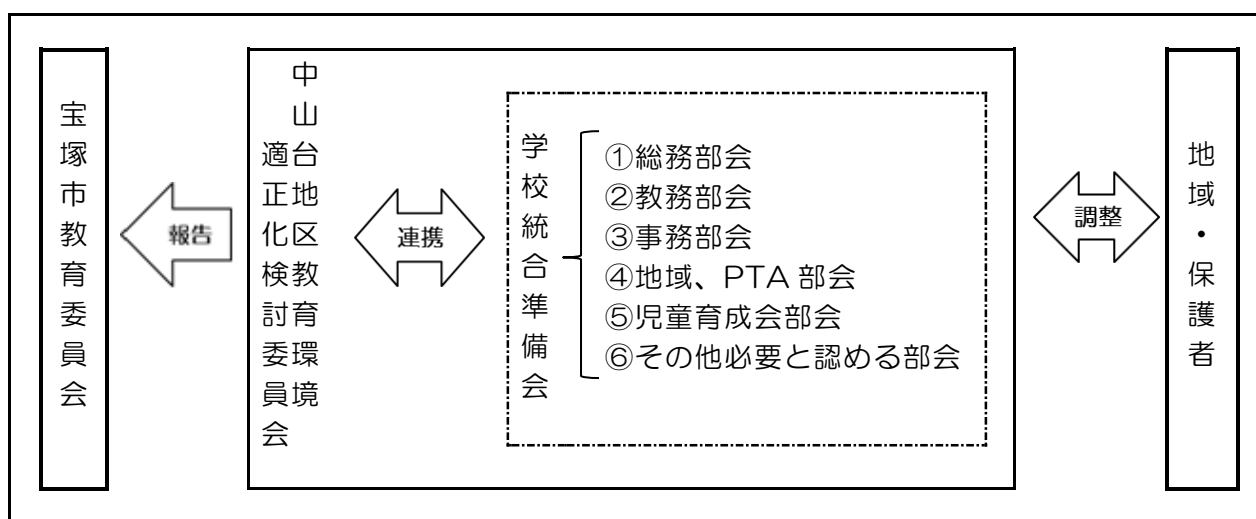 宝塚市教育委員会
報告
中山台地区教育環境
適正化検討委員会
連携
学校統合準備会
①総務部会
②教務部会
③事務部会
④地域、PTA 部会
⑤児童育成会部会
⑥その他必要と認める部会
調整
地域・保護者